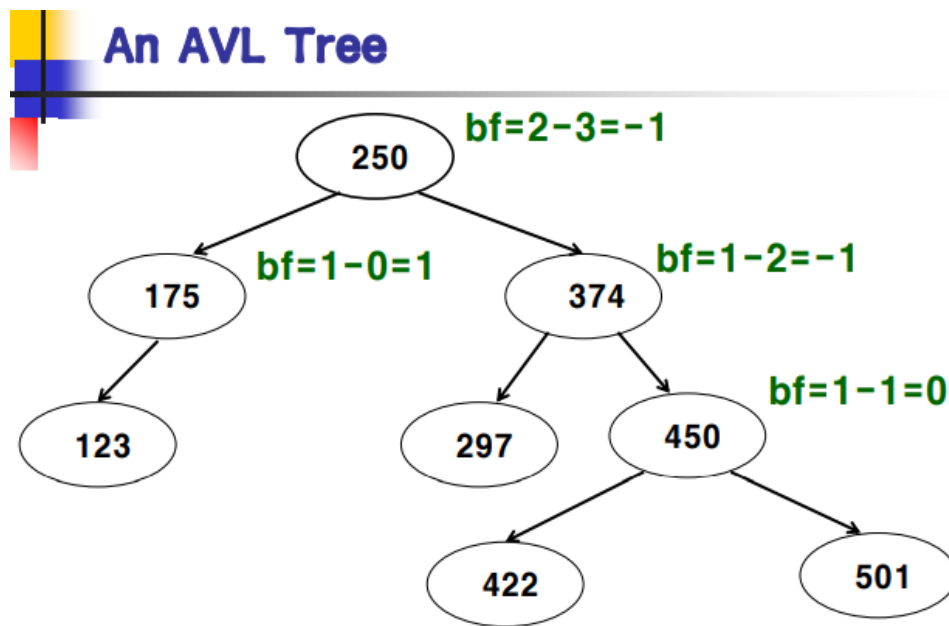 An AVL Tree
bf=2-3=-1
250
bf=1-0=1
bf=1-2=-1
175
374
bf=1-1=0
123
297
450
422
501